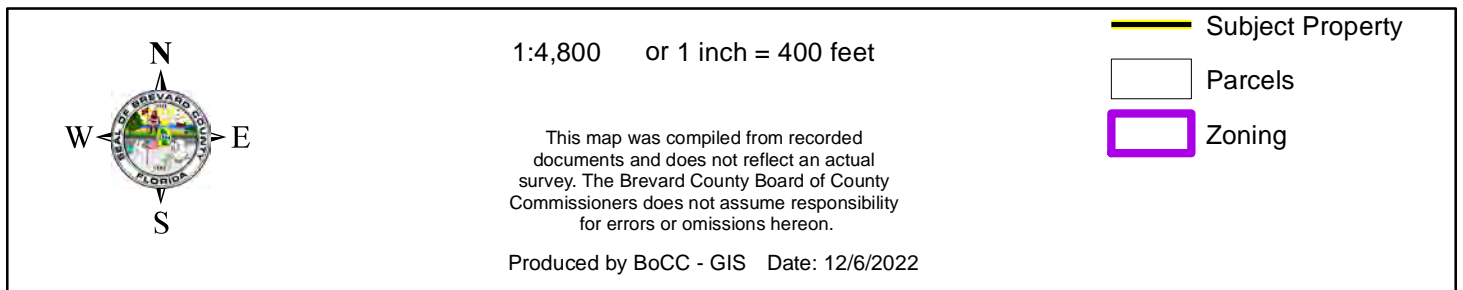 N
W
E
S
SEAL OF BREVARD COUNTY
FLORIDA
1:4,800 or 1 inch = 400 feet
This map was compiled from recorded
documents and does not reflect an actual
survey. The Brevard County Board of County
Commissioners does not assume responsibility
for errors or omissions hereon.
Produced by BoCC - GIS Date: 12/6/2022
Subject Property
Parcels
Zoning